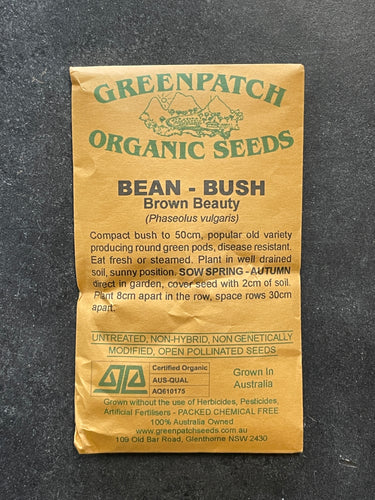 GREENPATCH
ORGANIC SEEDS
BEAN - BUSH
Brown Beauty
(Phaseolus vulgaris)
Compact bush to 50cm, popular old variety
producing round green pods, disease resistant.
Eat fresh or steamed. Plant in well drained
soil, sunny position. SOW SPRING - AUTUMN
direct in garden, cover seed with 2cm of soil.
Plant 8cm apart in the row, space rows 30cm
apart.
UNTREATED, NON-HYBRID, NON GENETICALLY
MODIFIED, OPEN POLLINATED SEEDS
Certified Organic
AUS-QUAL
AQ610175
Grown In
Australia
Grown without the use of Herbicides, Pesticides,
Artificial Fertilisers - PACKED CHEMICAL FREE
100% Australian Owned
www.greenpatchseeds.com.au
109 Old Bar Road, Glenthorne NSW 2430